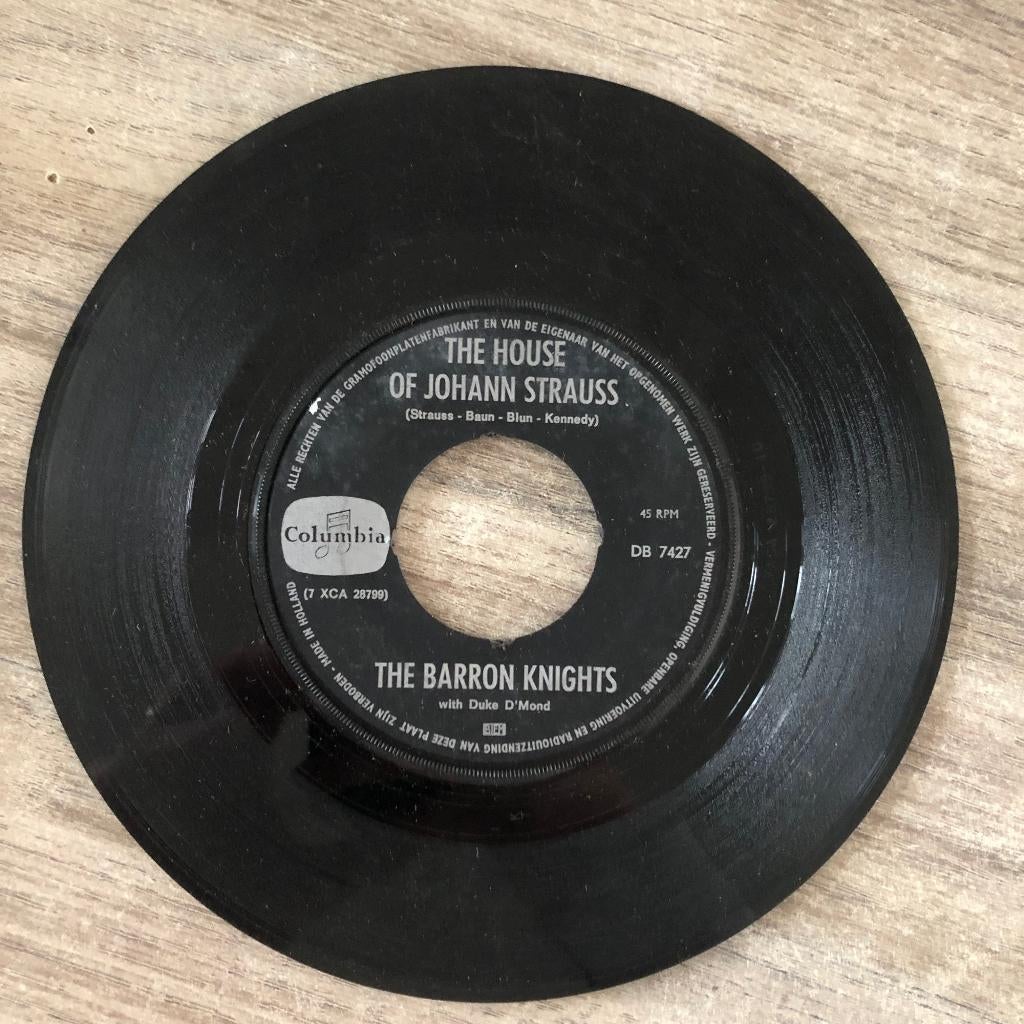 THE HOUSE
OF JOHANN STRAUSS
(Strauss - Baun - Blun - Kennedy)
Columbia
45 RPM
DB 7427
(7 XCA 28799)
THE BARRON KNIGHTS
with Duke D'Mond
BIEM
ALLE RECHTEN VAN DE GRAMOFOONPLATENFABRIKANT EN VAN DE EIGENAAR VAN HET OPGENOMEN WERK ZIJN GERESERVEERD - VERMENIGVULDIGING, OPENBARE UITVOERING EN RADIOUITZENDING VAN DEZE PLAAT ZIJN VERBODEN - MADE IN HOLLAND